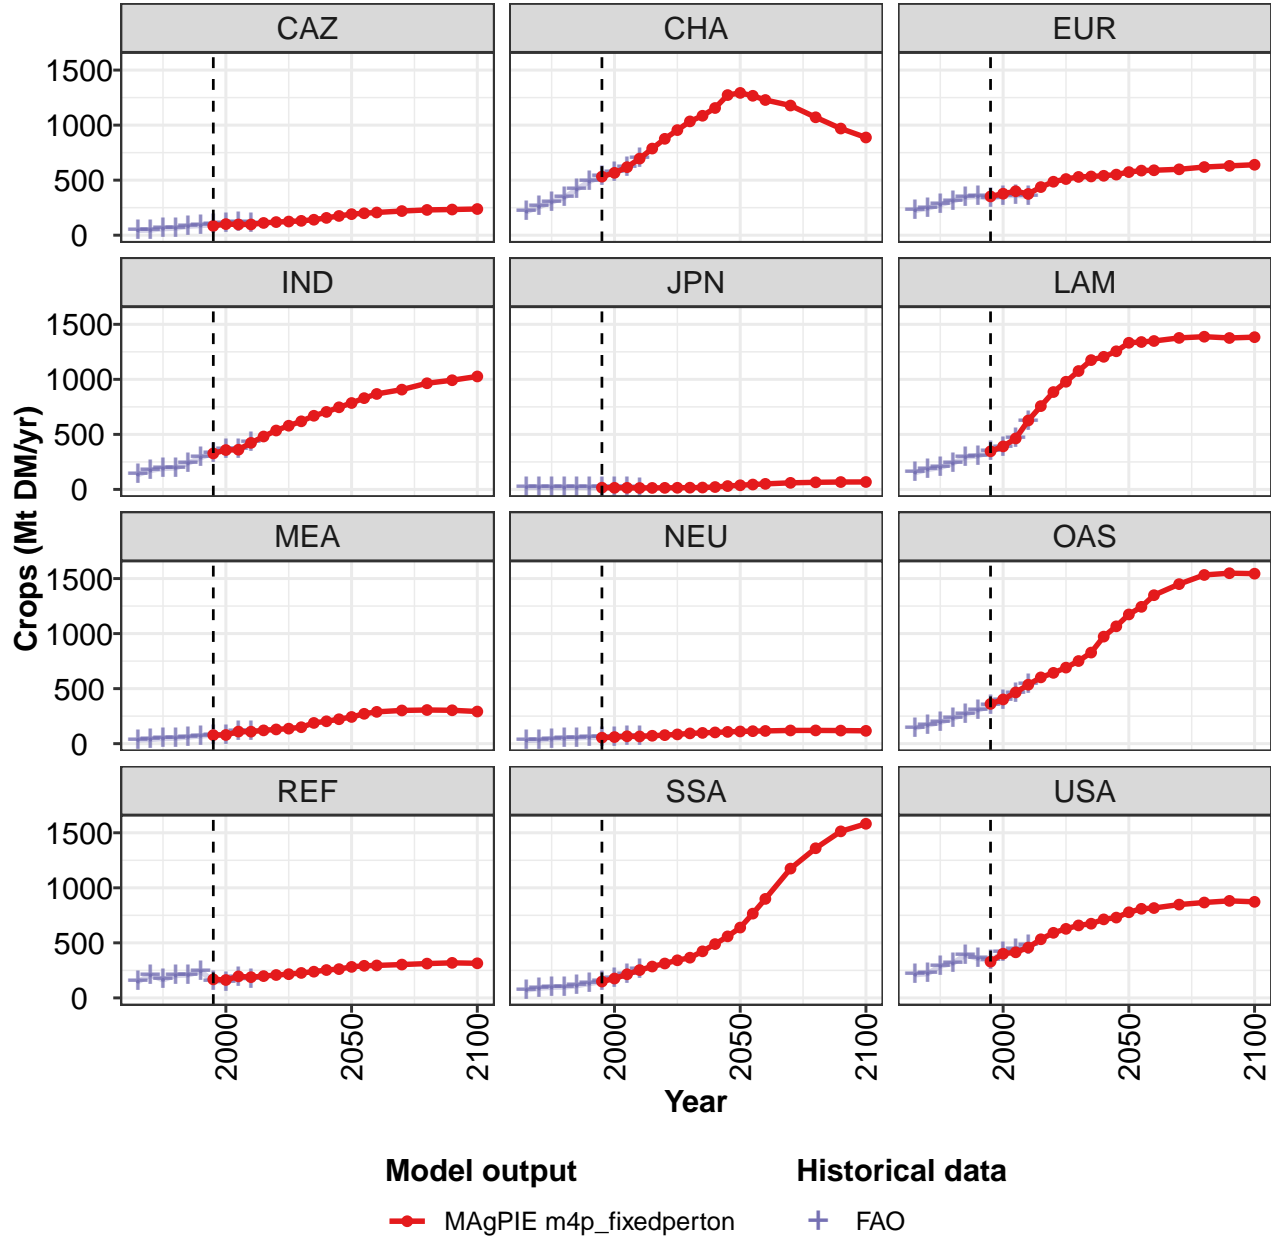 CAZ CHA EUR
1500
1000
500
0
IND JPN LAM
1500
1000
500
0
Crops (Mt DM/yr)
MEA NEU OAS
1500
1000
500
0
REF SSA USA
1500
1000
500
0
2000 2050 2100 2000 2050 2100 2000 2050 2100
Year
Model output Historical data
MAgPIE m4p_fixedperton FAO